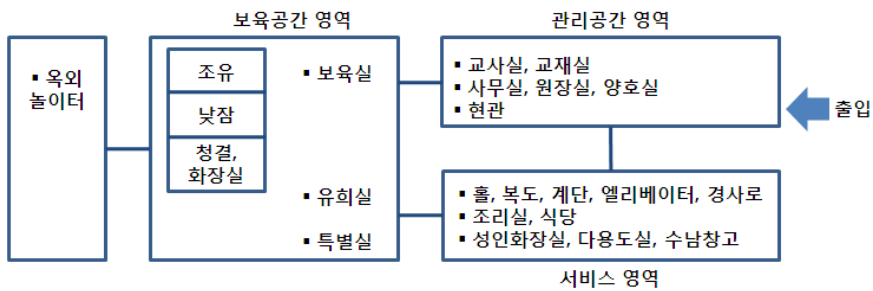 보육공간 영역
관리공간 영역
▪ 옥외
놀이터
조유
낮잠
청결,
화장실
▪ 보육실
▪ 유희실
▪ 특별실
▪ 교사실, 교재실
▪ 사무실, 원장실, 양호실
▪ 현관
출입
▪ 홀, 복도, 계단, 엘리베이터, 경사로
▪ 조리실, 식당
▪ 성인화장실, 다용도실, 수남창고
서비스 영역